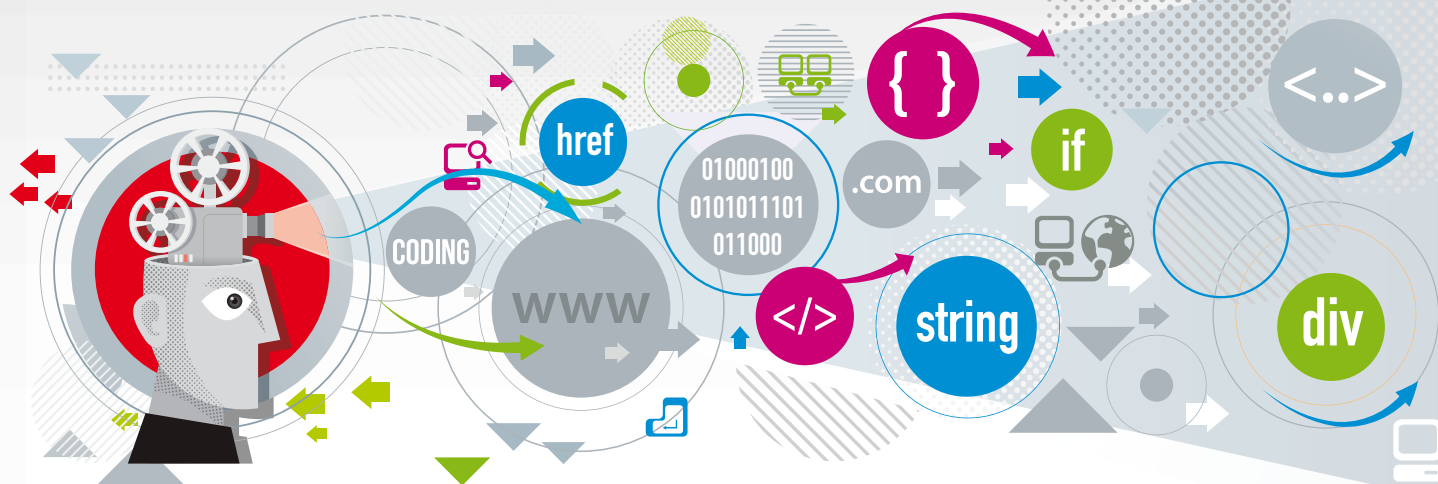 href
{ }
<..>
if
01000100
0101011101
011000
.com
CODING
www
</>
string
div